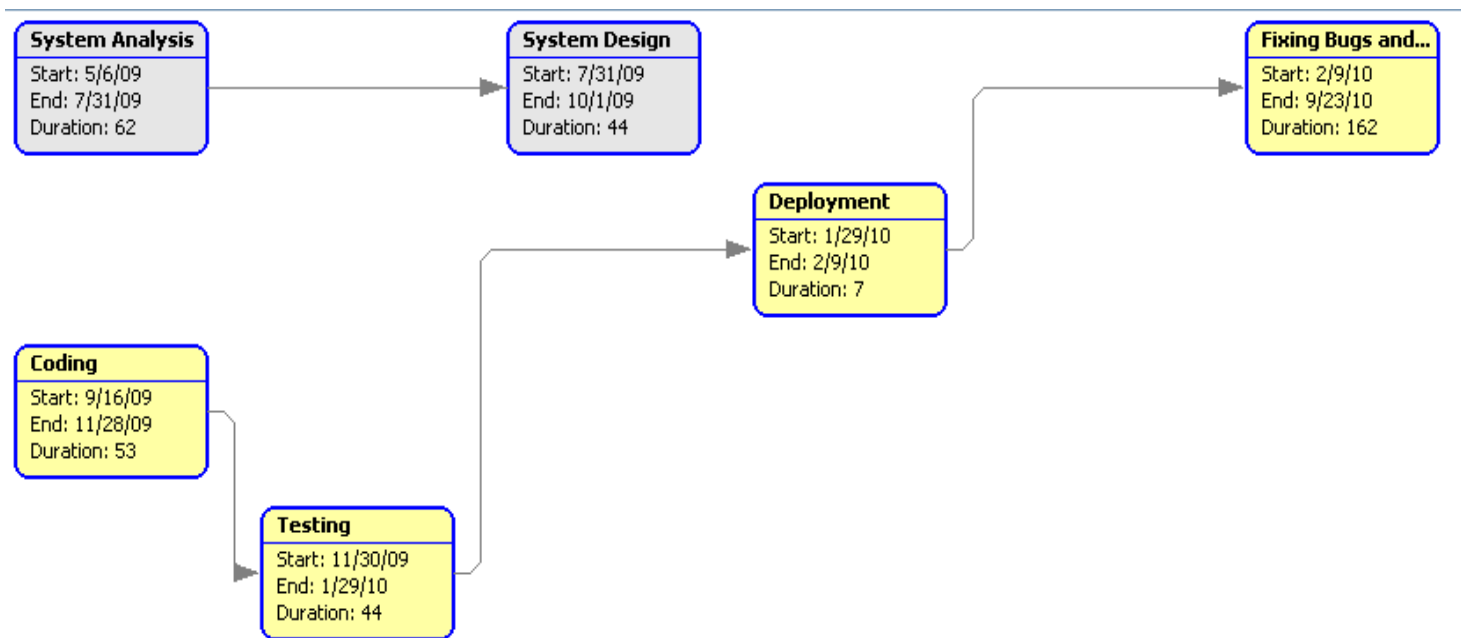 System Analysis
Start: 5/6/09
End: 7/31/09
Duration: 62
System Design
Start: 7/31/09
End: 10/1/09
Duration: 44
Fixing Bugs and...
Start: 2/9/10
End: 9/23/10
Duration: 162
Deployment
Start: 1/29/10
End: 2/9/10
Duration: 7
Coding
Start: 9/16/09
End: 11/28/09
Duration: 53
Testing
Start: 11/30/09
End: 1/29/10
Duration: 44